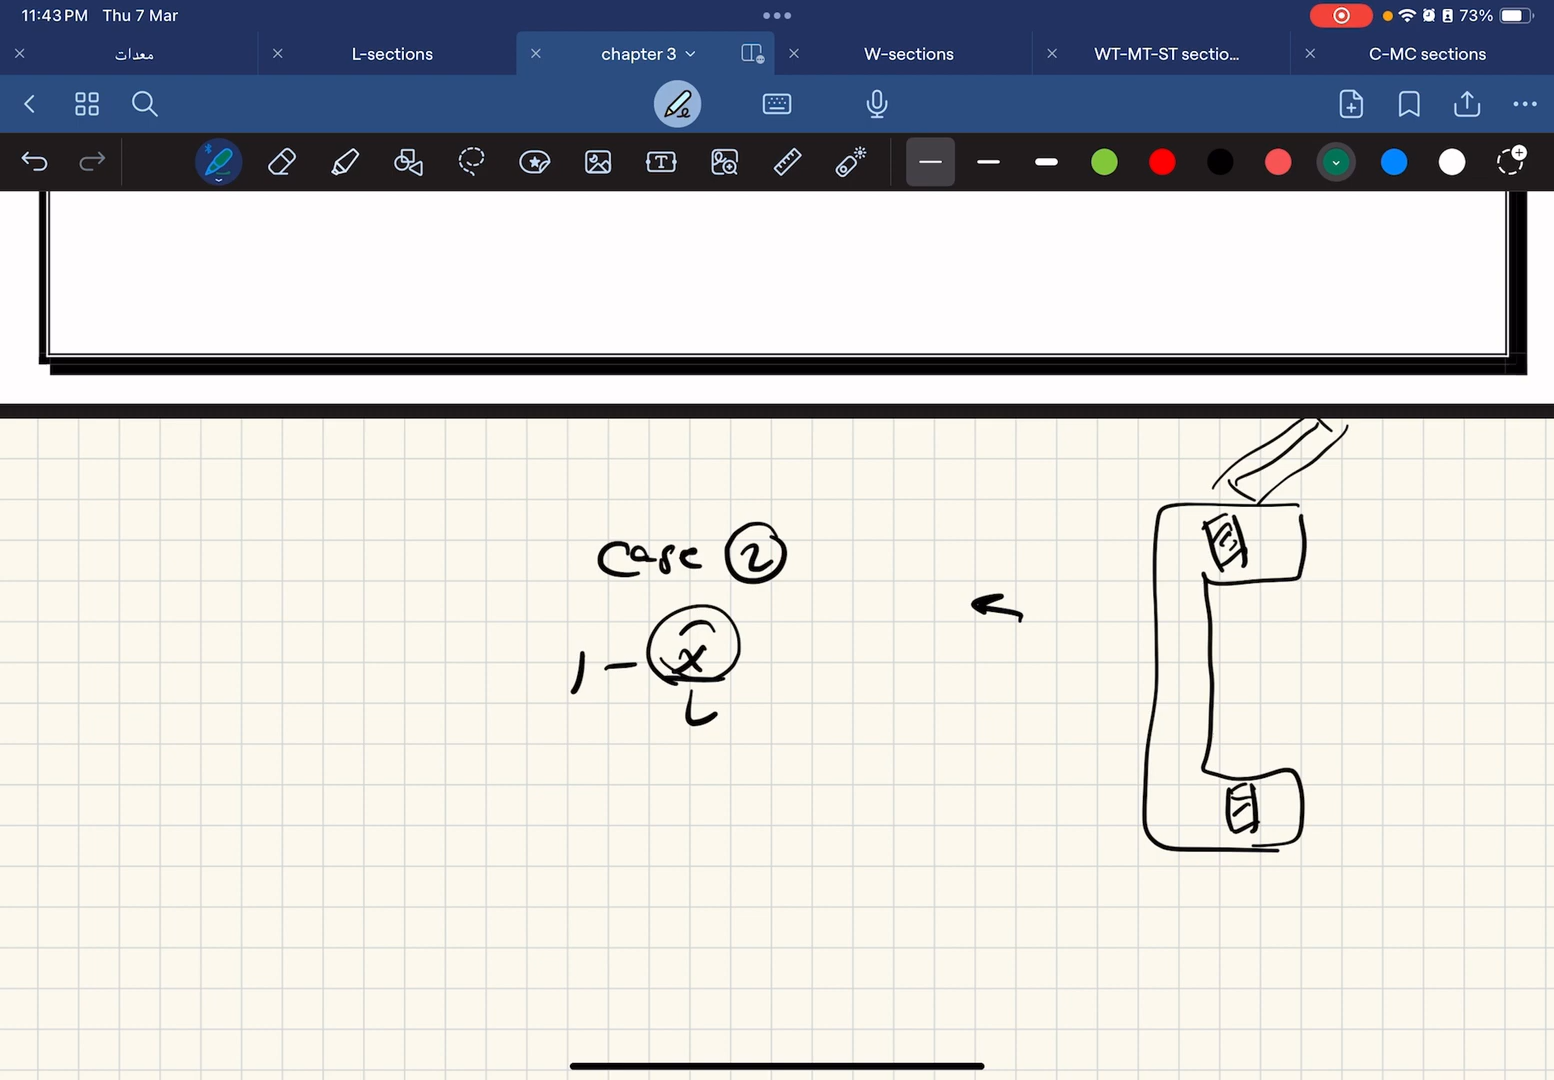 11:43 PM Thu 7 Mar 73%
معدات L-sections chapter 3 W-sections WT-MT-ST sectio... C-MC sections
T
case 2
1 - x̄
L